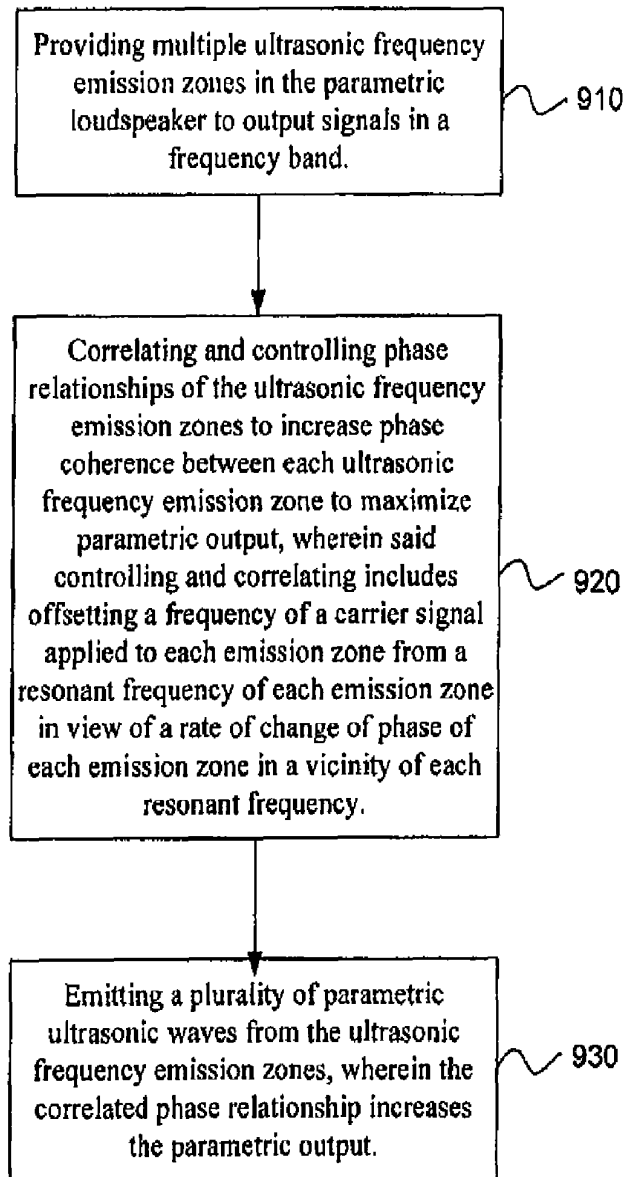 Providing multiple ultrasonic frequency
emission zones in the parametric
loudspeaker to output signals in a
frequency band.
910
Correlating and controlling phase
relationships of the ultrasonic frequency
emission zones to increase phase
coherence between each ultrasonic
frequency emission zone to maximize
parametric output, wherein said
controlling and correlating includes
offsetting a frequency of a carrier signal
applied to each emission zone from a
resonant frequency of each emission zone
in view of a rate of change of phase of
each emission zone in a vicinity of each
resonant frequency.
920
Emitting a plurality of parametric
ultrasonic waves from the ultrasonic
frequency emission zones, wherein the
correlated phase relationship increases
the parametric output.
930